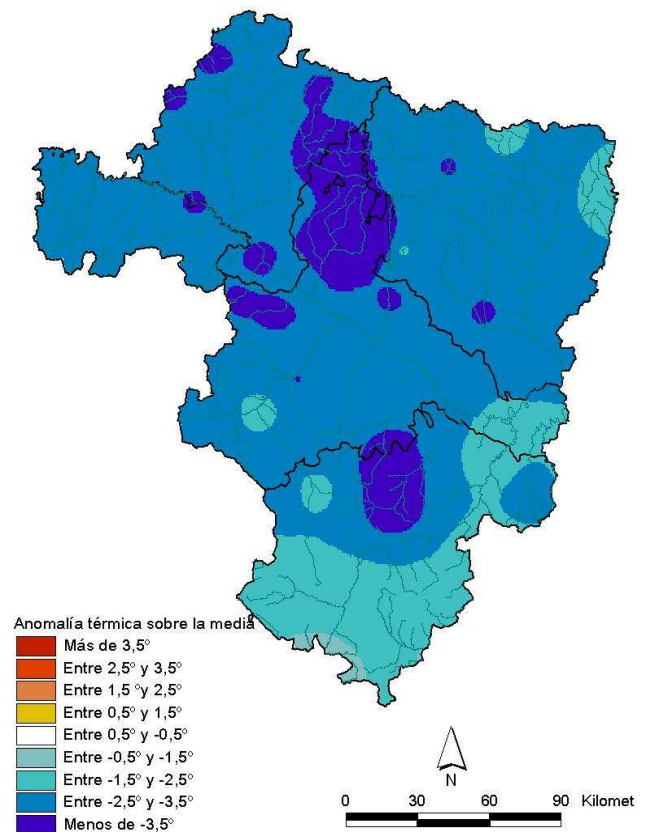 Anomalía térmica sobre la media
Más de 3,5°
Entre 2,5° y 3,5°
Entre 1,5 °y 2,5°
Entre 0,5° y 1,5°
Entre 0,5° y -0,5°
Entre -0,5° y -1,5°
Entre -1,5° y -2,5°
Entre -2,5° y -3,5°
Menos de -3,5°
N
0 30 60 90 Kilomet